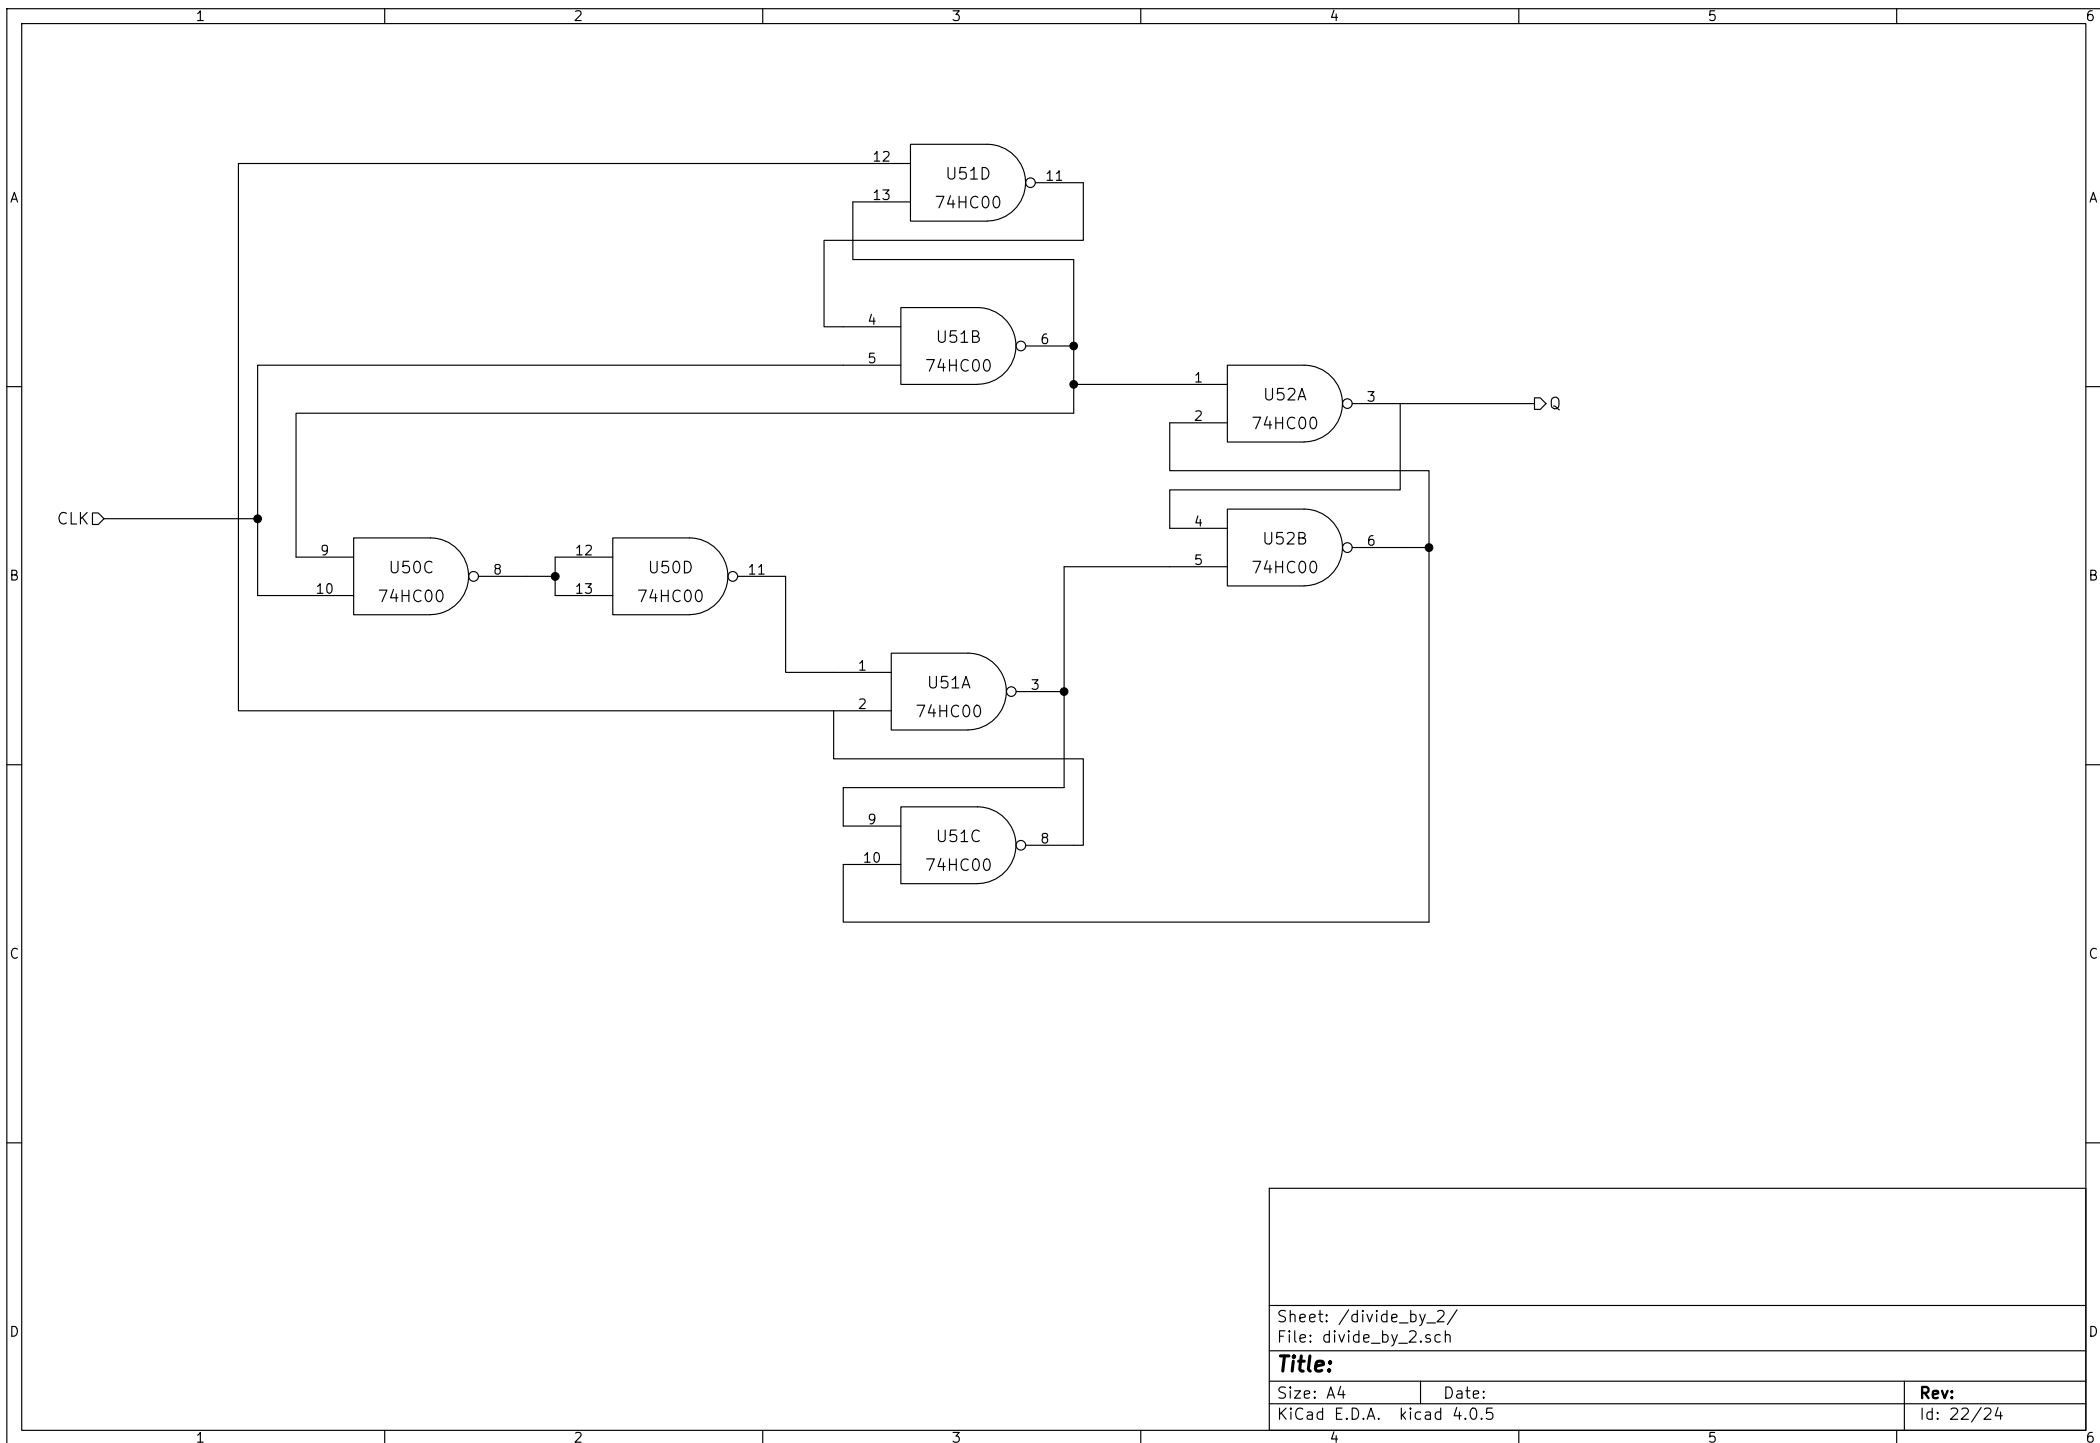 1 2 3 4 5 6
A A
12 U51D 11
13 74HC00
4 U51B 6
5 74HC00
1 U52A 3 Q
2 74HC00
CLK
4 U52B 6
5 74HC00
9 U50C 8 12 U50D 11
10 74HC00 13 74HC00
B B
1 U51A 3
2 74HC00
9 U51C 8
10 74HC00
C C
D D
Sheet: /divide_by_2/
File: divide_by_2.sch
Title:
Size: A4 Date: Rev:
KiCad E.D.A. kicad 4.0.5 Id: 22/24
1 2 3 4 5 6